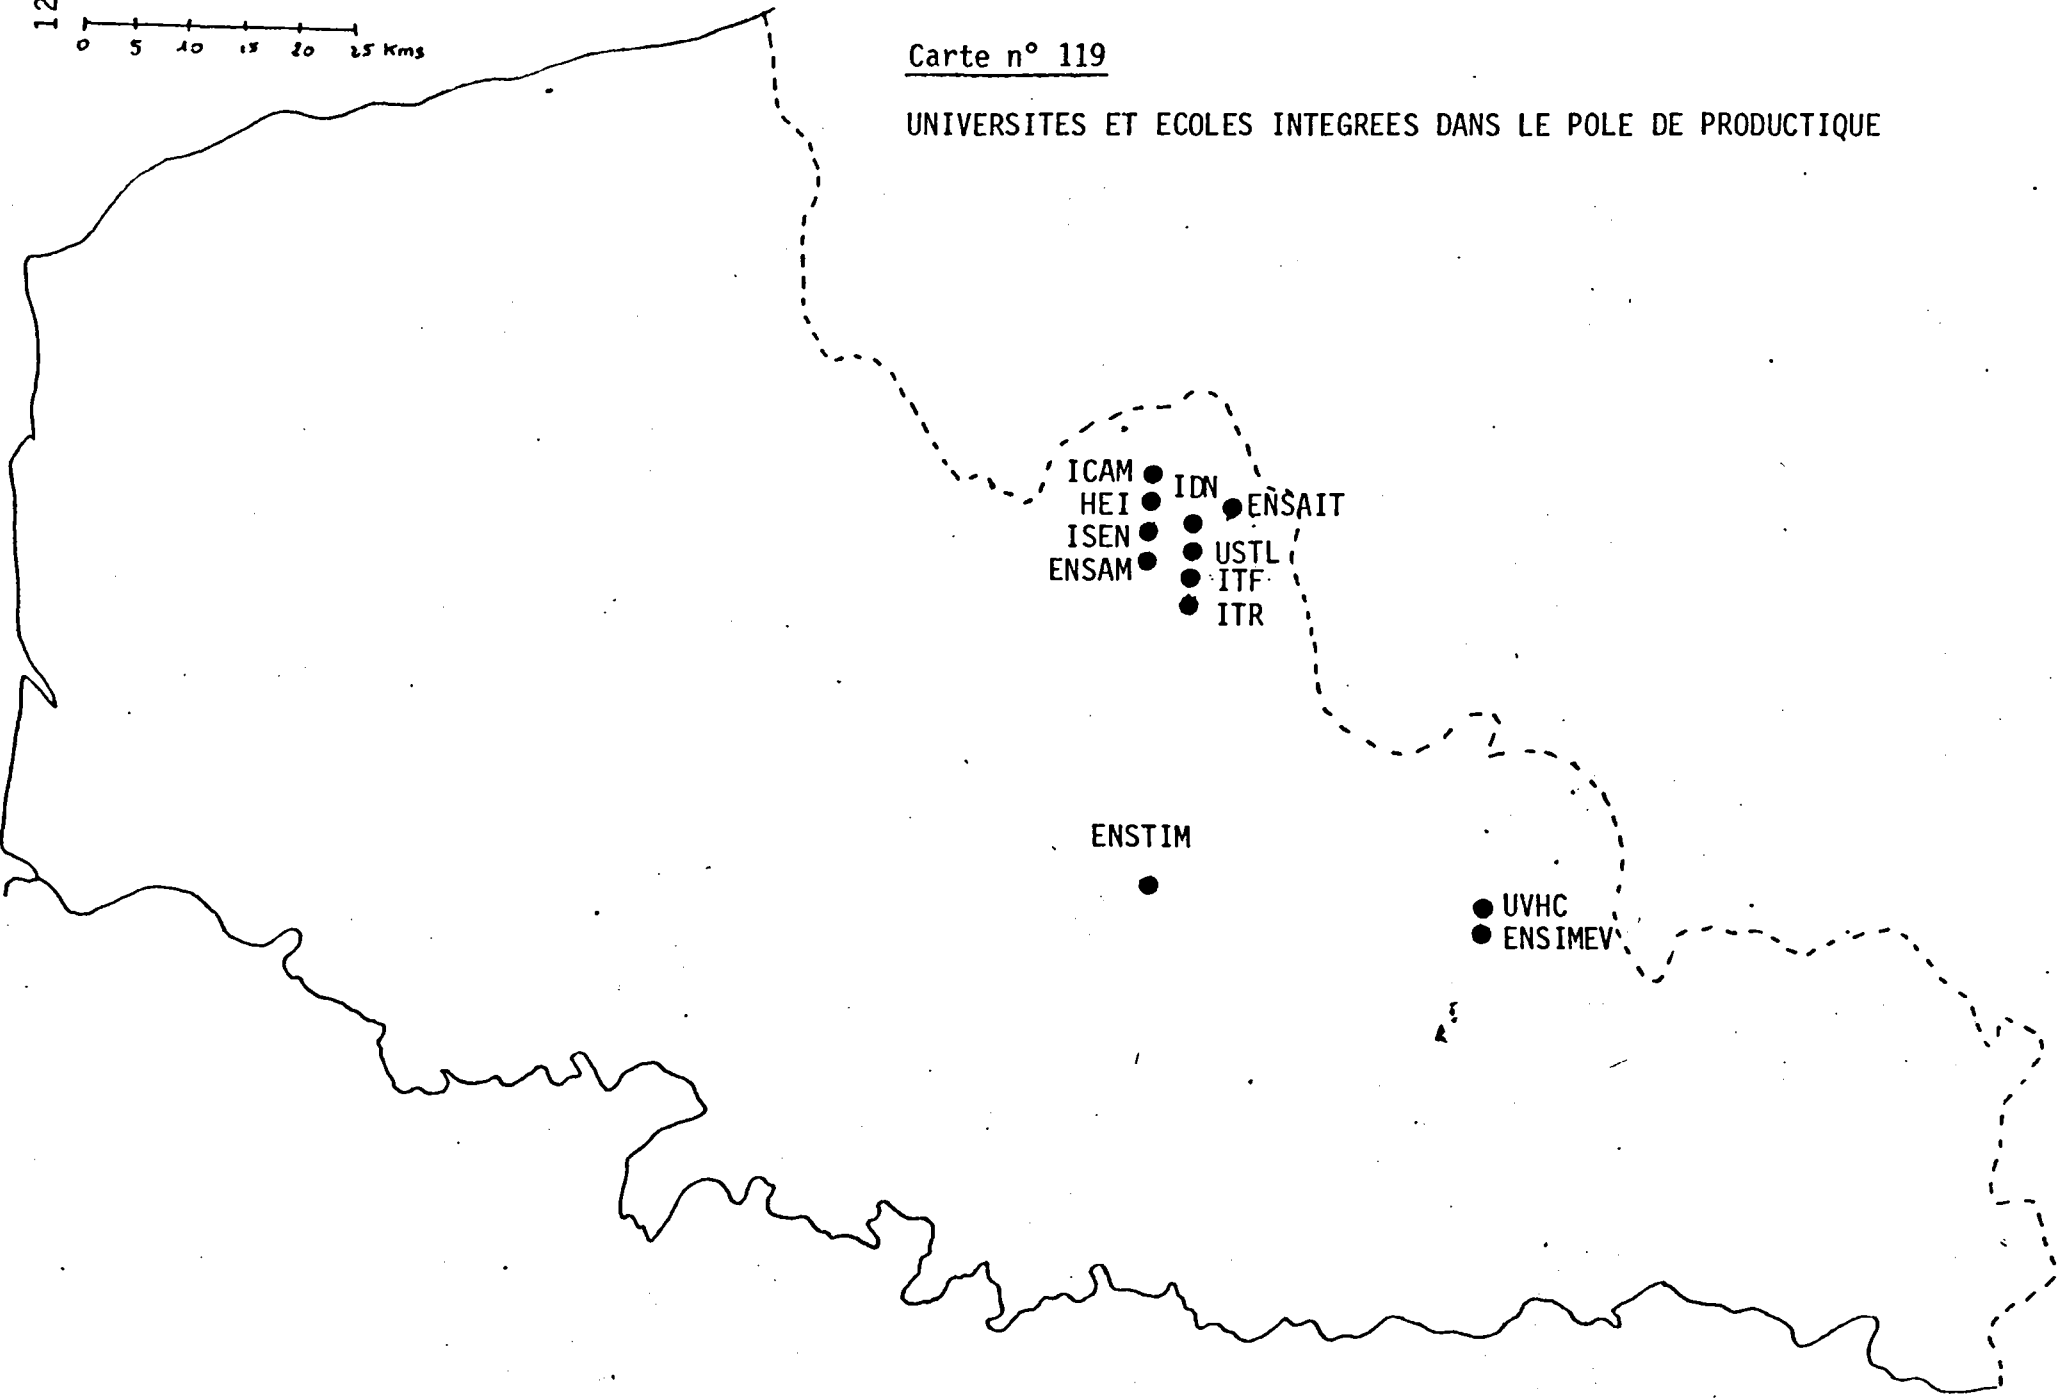 0 5 10 15 20 25 Kms
Carte n° 119
UNIVERSITES ET ECOLES INTEGREES DANS LE POLE DE PRODUCTIQUE
ICAM
IDN
HEI
ENSAIT
ISEN
USTL
ENSAM
ITF
ITR
ENSTIM
UVHC
ENSIMEV